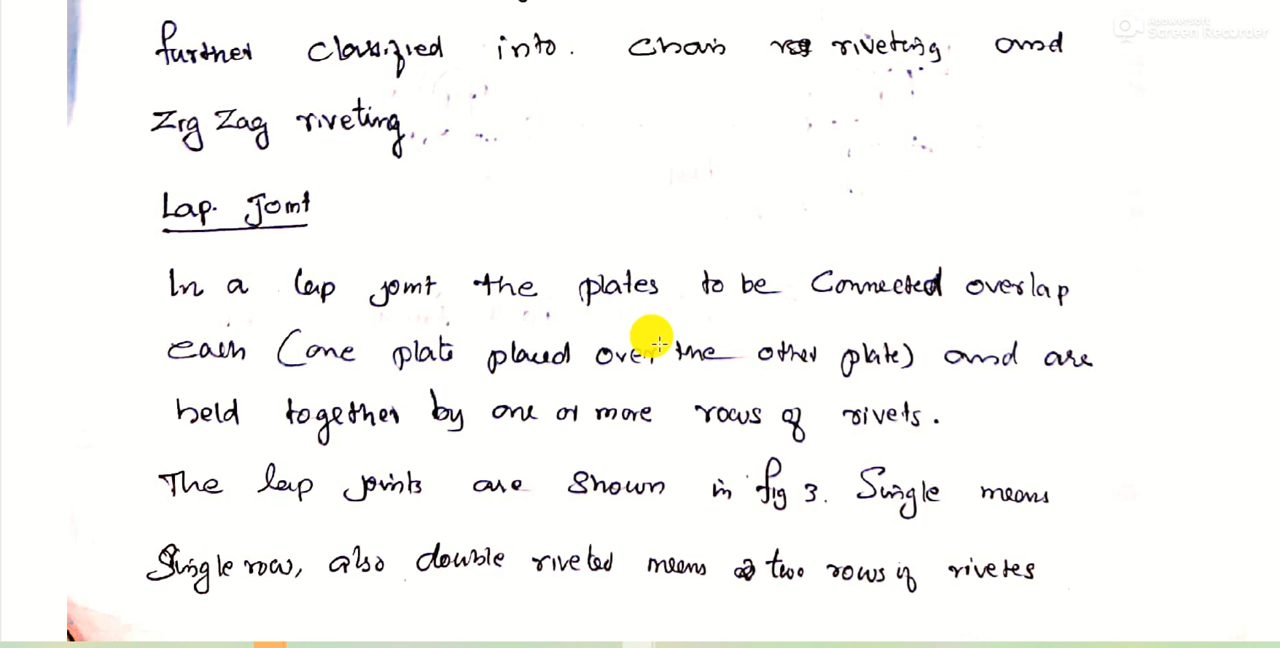 Apowersoft
Screen Recorder
further classified into. Chain riveting and
Zig Zag riveting
Lap. Joint
In a lap joint the plates to be Connected overlap
each (one plate placed over the other plate) and are
held together by one or more rows of rivets.
The lap joints are shown in fig 3. Single means
Single row, also double riveted means two rows of rivetes